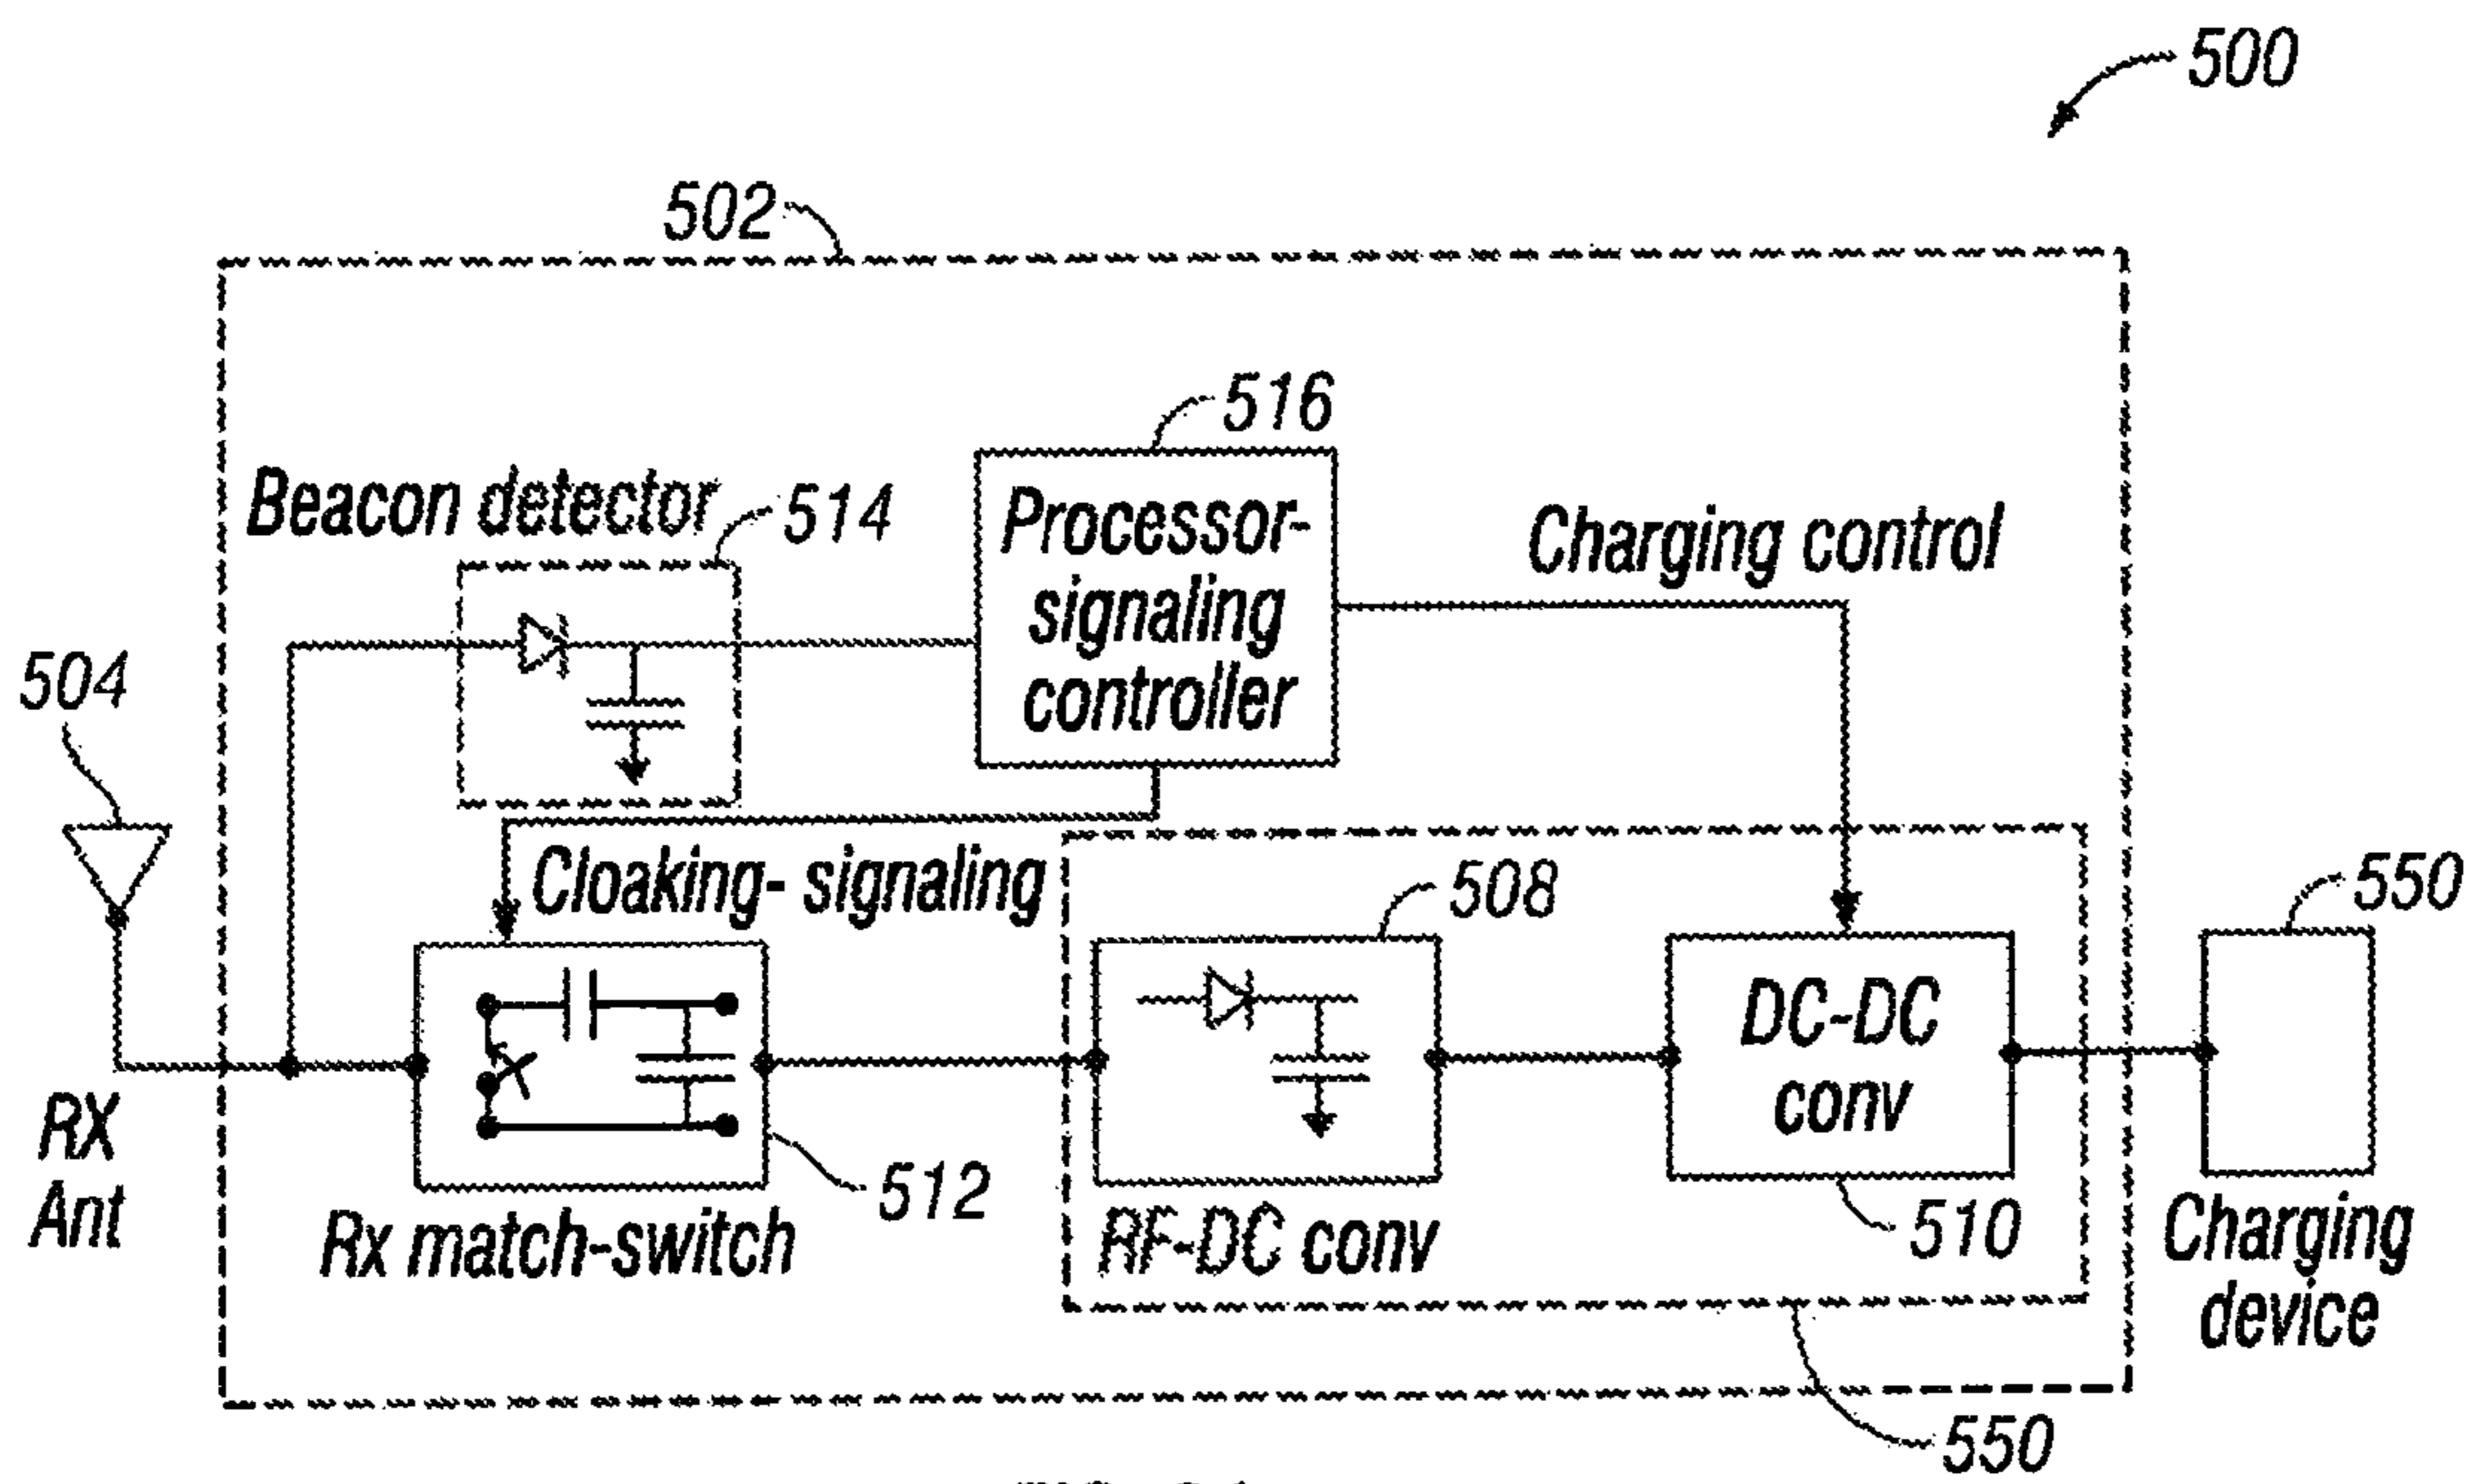 500
502
516
Beacon detector
514
Processor-
signaling
controller
Charging control
504
Cloaking- signaling
508
550
DC-DC
conv
RX
Ant
512
Rx match-switch
RF-DC conv
510
Charging
device
550